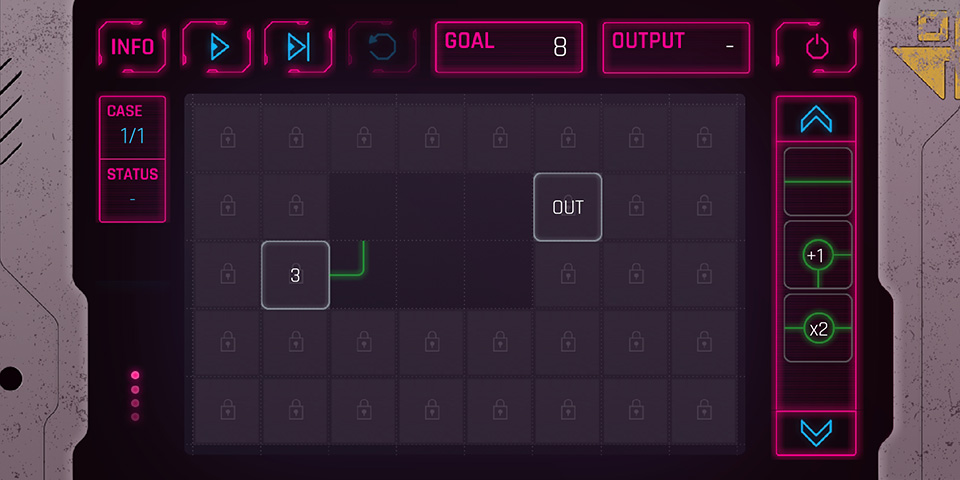 INFO
GOAL 8
OUTPUT -
CASE
1/1
STATUS
-
OUT
3
+1
x2